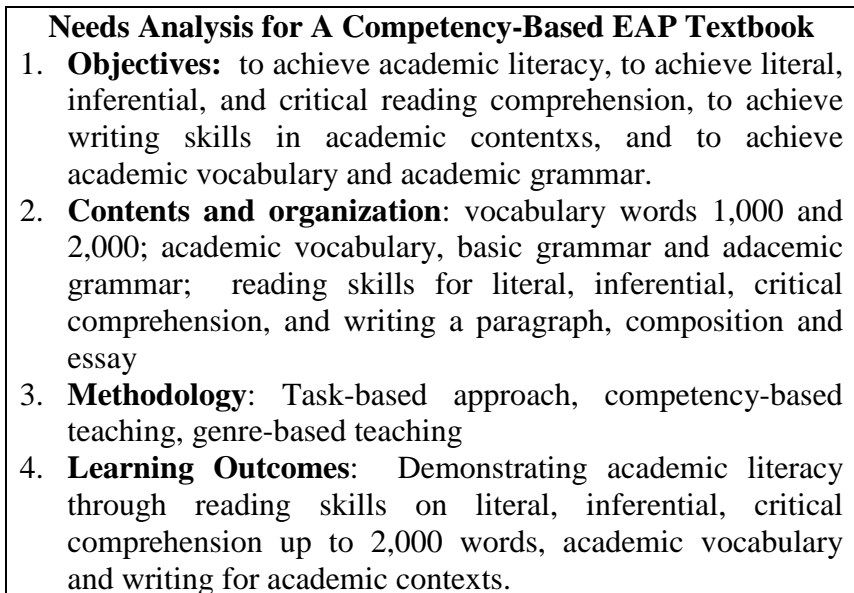 Needs Analysis for A Competency-Based EAP Textbook
1. Objectives: to achieve academic literacy, to achieve literal,
inferential, and critical reading comprehension, to achieve
writing skills in academic contentxs, and to achieve
academic vocabulary and academic grammar.
2. Contents and organization: vocabulary words 1,000 and
2,000; academic vocabulary, basic grammar and adacemic
grammar; reading skills for literal, inferential, critical
comprehension, and writing a paragraph, composition and
essay
3. Methodology: Task-based approach, competency-based
teaching, genre-based teaching
4. Learning Outcomes: Demonstrating academic literacy
through reading skills on literal, inferential, critical
comprehension up to 2,000 words, academic vocabulary
and writing for academic contexts.